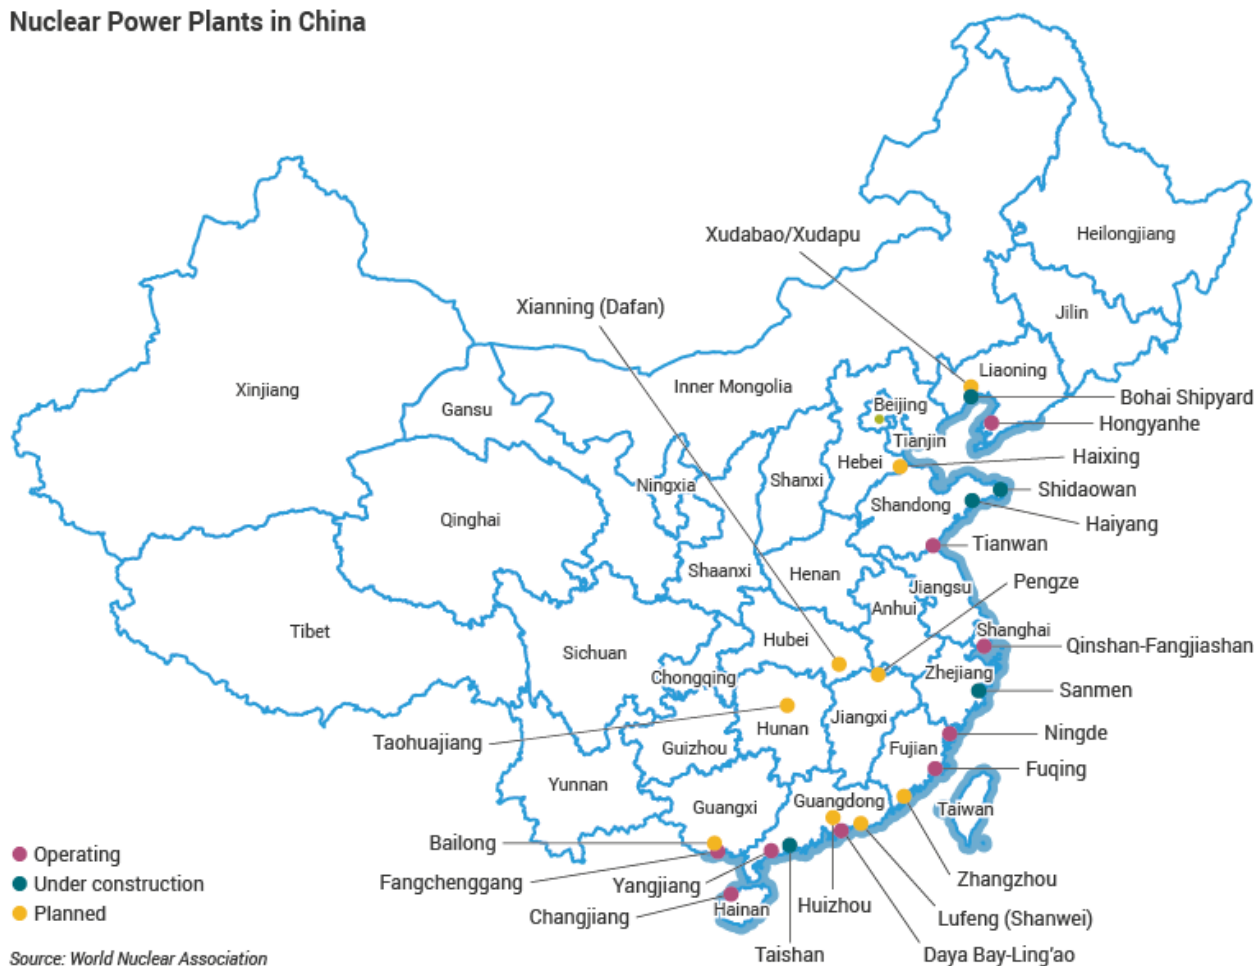 Nuclear Power Plants in China
Heilongjiang
Xudabao/Xudapu
Xianning (Dafan)
Jilin
Liaoning
Xinjiang
Inner Mongolia
Bohai Shipyard
Gansu
Beijing
Hongyanhe
Tianjin
Haixing
Hebei
Shanxi
Ningxia
Shidaowan
Shandong
Qinghai
Haiyang
Tianwan
Shaanxi
Henan
Pengze
Jiangsu
Anhui
Tibet
Shanghai
Hubei
Qinshan-Fangjiashan
Sichuan
Zhejiang
Chongqing
Sanmen
Jiangxi
Hunan
Ningde
Taohuajiang
Guizhou
Fujian
Fuqing
Yunnan
Guangxi
Guangdong
Taiwan
Bailong
Operating
Fangchenggang
Yangjiang
Zhangzhou
Under construction
Huizhou
Hainan
Planned
Changjiang
Lufeng (Shanwei)
Taishan
Daya Bay-Ling'ao
Source: World Nuclear Association